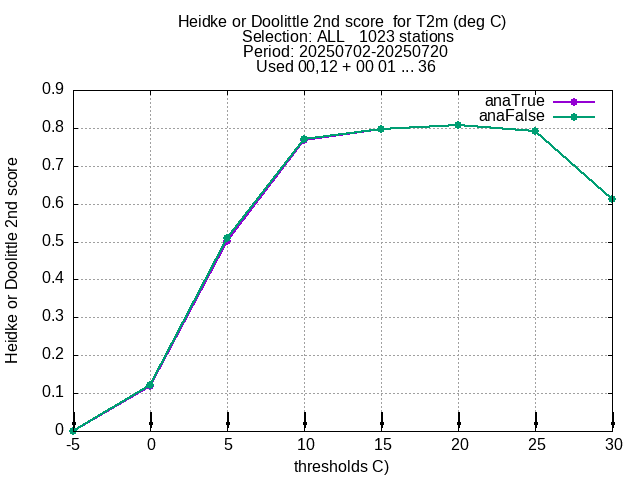 Heidke or Doolittle 2nd score  for T2m (deg C)
Selection: ALL   1023 stations
Period: 20250702-20250720
Used 00,12 + 00 01 ... 36
anaTrue
anaFalse
Heidke or Doolittle 2nd score
0.9
0.8
0.7
0.6
0.5
0.4
0.3
0.2
0.1
0
-5 0 5 10 15 20 25 30
thresholds C)